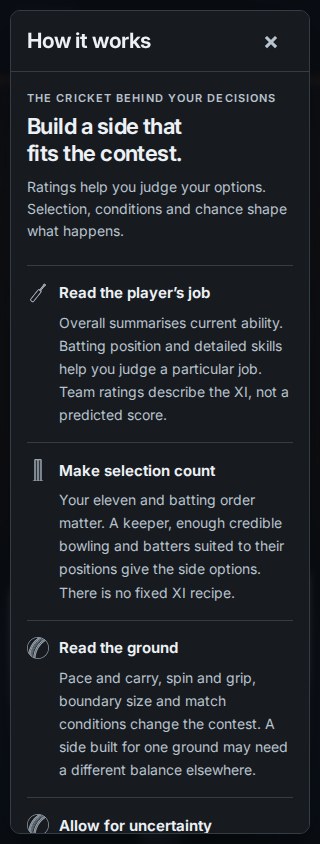 How it works
×
THE CRICKET BEHIND YOUR DECISIONS
Build a side that
fits the contest.
Ratings help you judge your options.
Selection, conditions and chance shape
what happens.
Read the player’s job
Overall summarises current ability.
Batting position and detailed skills
help you judge a particular job.
Team ratings describe the XI, not a
predicted score.
Make selection count
Your eleven and batting order
matter. A keeper, enough credible
bowling and batters suited to their
positions give the side options.
There is no fixed XI recipe.
Read the ground
Pace and carry, spin and grip,
boundary size and match
conditions change the contest. A
side built for one ground may need
a different balance elsewhere.
Allow for uncertainty